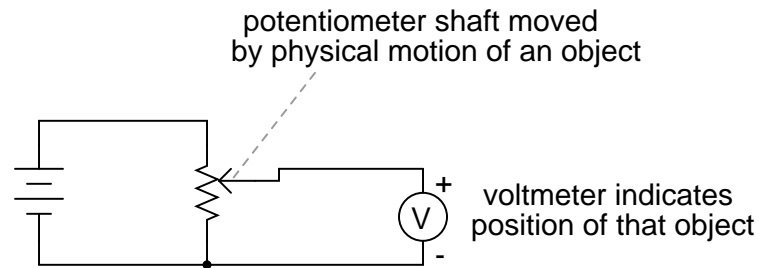 potentiometer shaft moved
by physical motion of an object
+
V
-
voltmeter indicates
position of that object